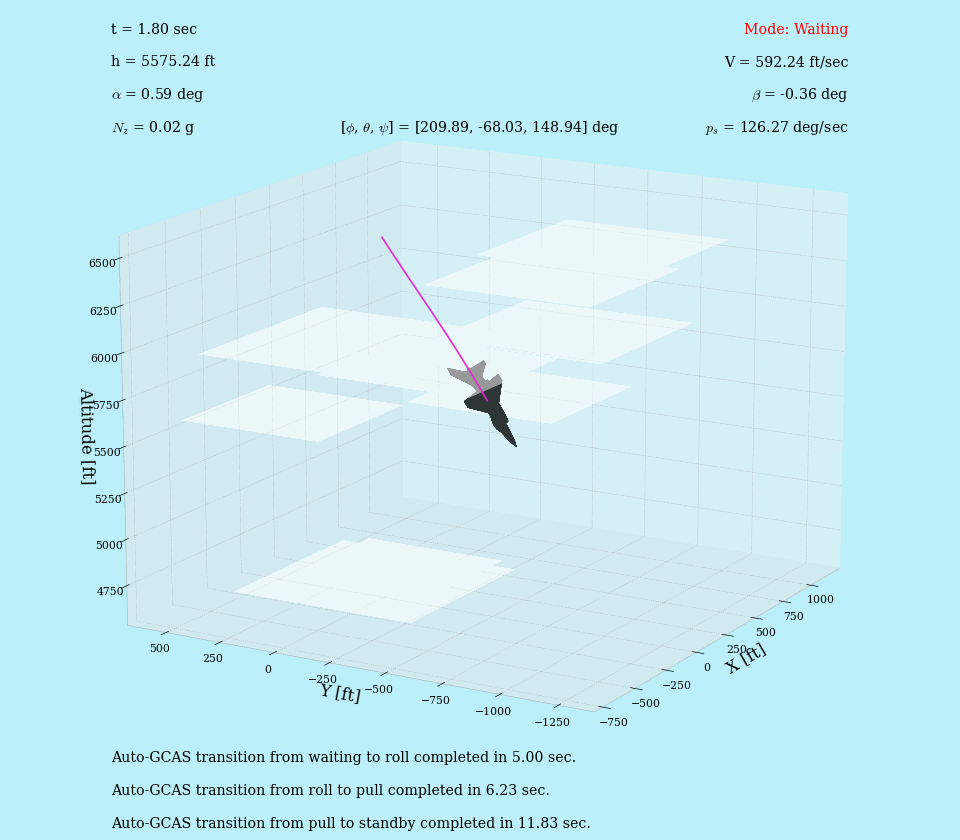 t = 1.80 sec
Mode: Waiting
h = 5575.24 ft
V = 592.24 ft/sec
α = 0.59 deg
β = -0.36 deg
N_z = 0.02 g
[ϕ, θ, ψ] = [209.89, -68.03, 148.94] deg
p_s = 126.27 deg/sec
6500
6250
6000
5750
5500
5250
5000
4750
Altitude [ft]
500
250
0
−250
−500
−750
−1000
−1250
Y [ft]
1000
750
500
250
0
−250
−500
−750
X [ft]
Auto-GCAS transition from waiting to roll completed in 5.00 sec.
Auto-GCAS transition from roll to pull completed in 6.23 sec.
Auto-GCAS transition from pull to standby completed in 11.83 sec.